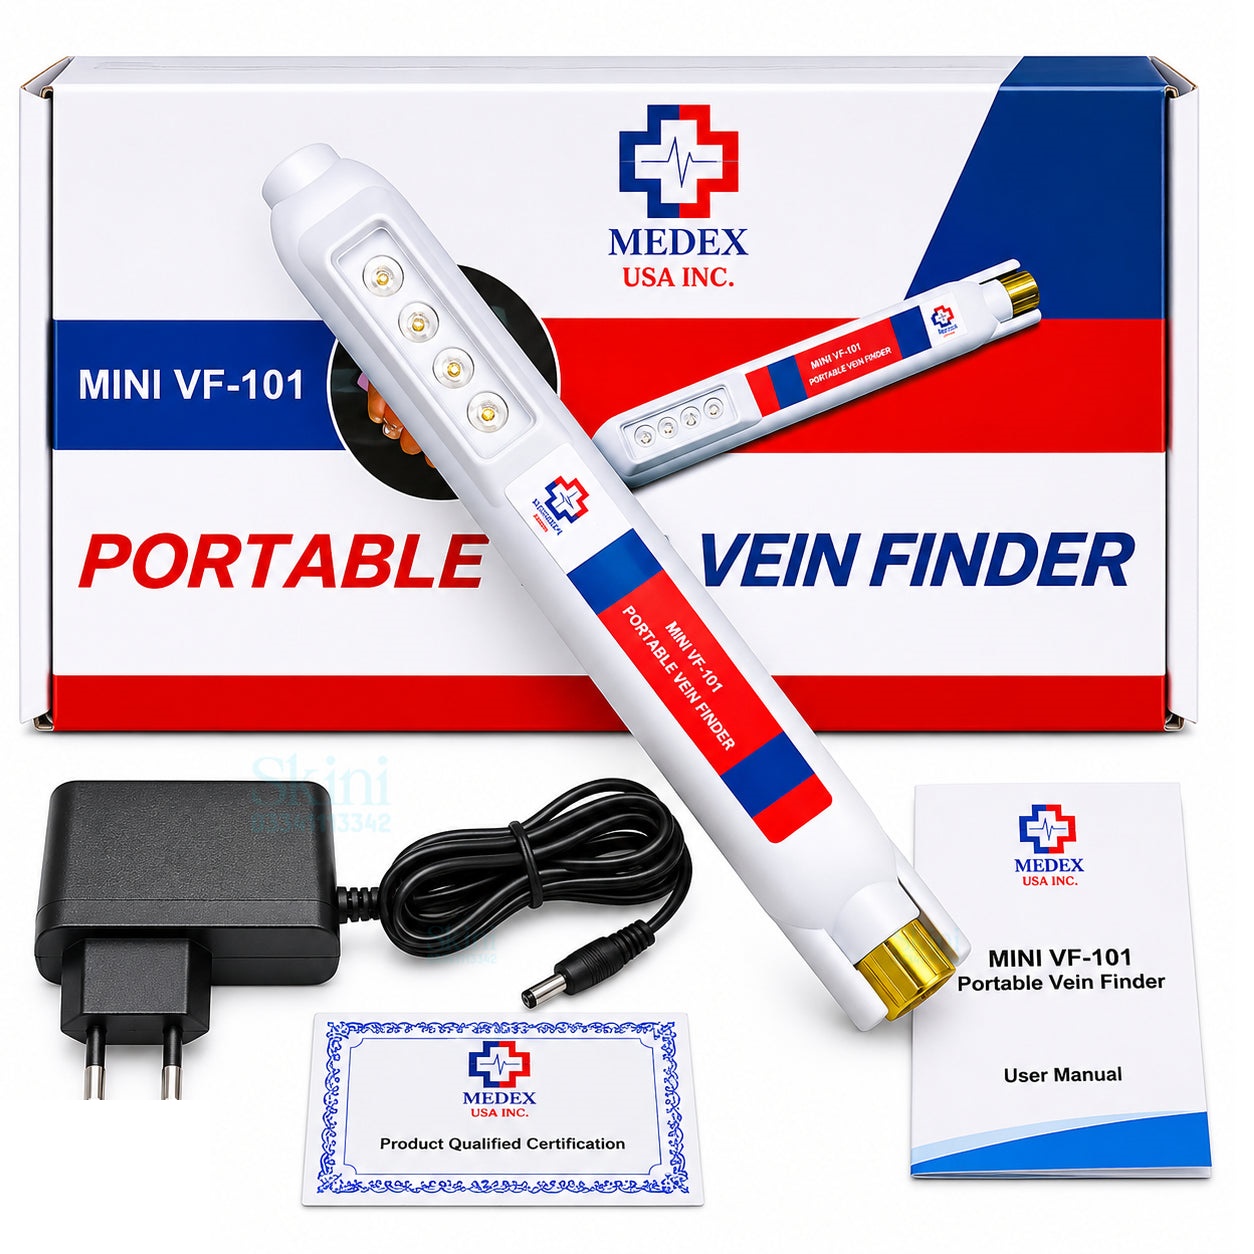 MEDEX
USA INC.
MINI VF-101
MINI VF-101
PORTABLE VEIN FINDER
PORTABLE
VEIN FINDER
MINI VF-101
PORTABLE VEIN FINDER
Skini
MEDEX
USA INC.
MINI VF-101
Portable Vein Finder
User Manual
Skini
MEDEX
USA INC.
Product Qualified Certification